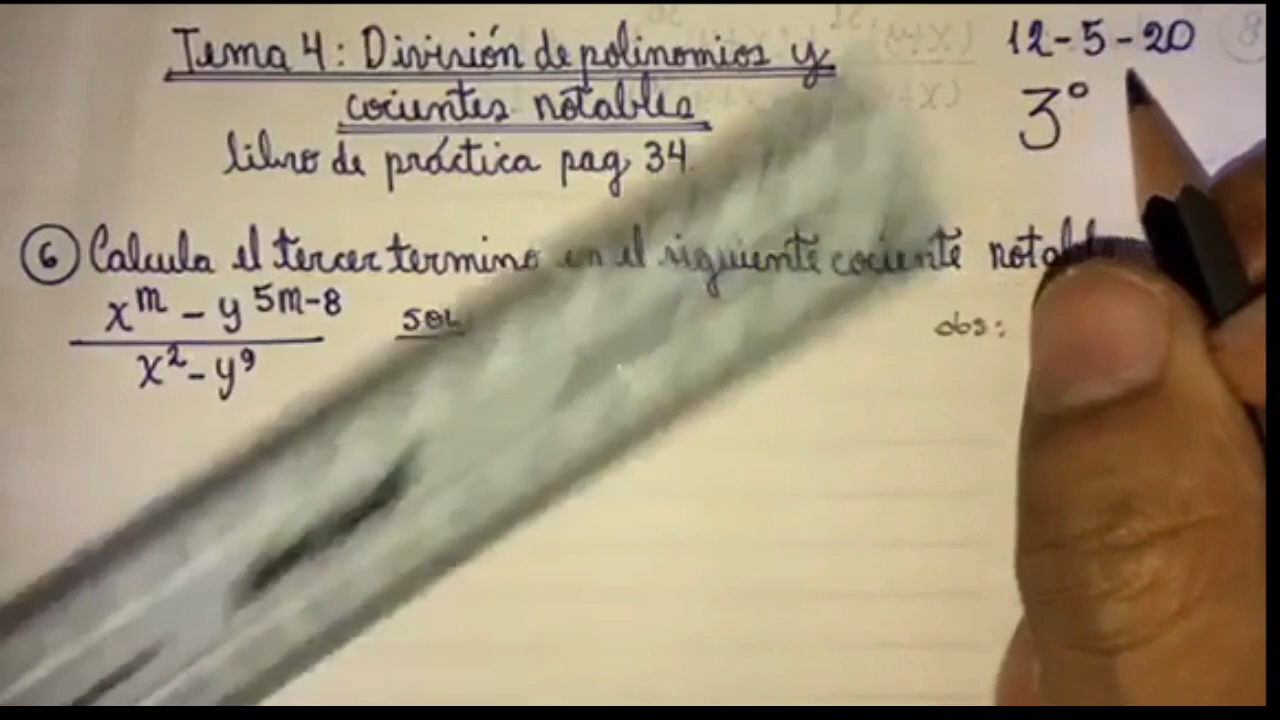 Tema 4: División de polinomios y
cocientes notables
libro de práctica pag 34
12-5-20
3°
6 Calcula el tercer termino en el siguiente cociente notable
x^m - y^5m-8
x^2 - y^9
SOL
obs: